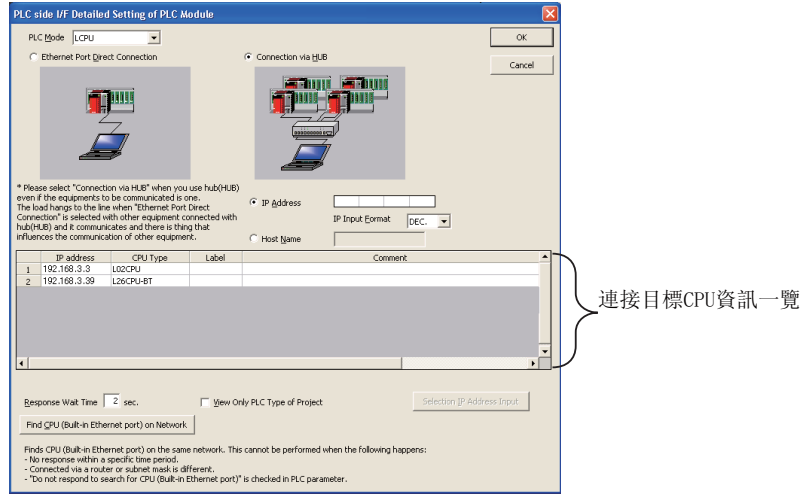 PLC side I/F Detailed Setting of PLC Module
PLC Mode LCPU
OK
Ethernet Port Direct Connection
Connection via HUB
Cancel
* Please select "Connection via HUB" when you use hub(HUB)
even if the equipments to be communicated is one.
The load hangs to the line when "Ethernet Port Direct
Connection" is selected with other equipment connected with
hub(HUB) and it communicates and there is thing that
influences the communication of other equipment.
IP Address
IP Input Format DEC.
Host Name
IP address CPU Type Label Comment
1 192.168.3.3 L02CPU
2 192.168.3.39 L26CPU-BT
連接目標CPU資訊一覽
Response Wait Time 2 sec.
View Only PLC Type of Project
Selection IP Address Input
Find CPU (Built-in Ethernet port) on Network
Finds CPU (Built-in Ethernet port) on the same network. This cannot be performed when the following happens:
- No response within a specific time period.
- Connected via a router or subnet mask is different.
- "Do not respond to search for CPU (Built-in Ethernet port)" is checked in PLC parameter.